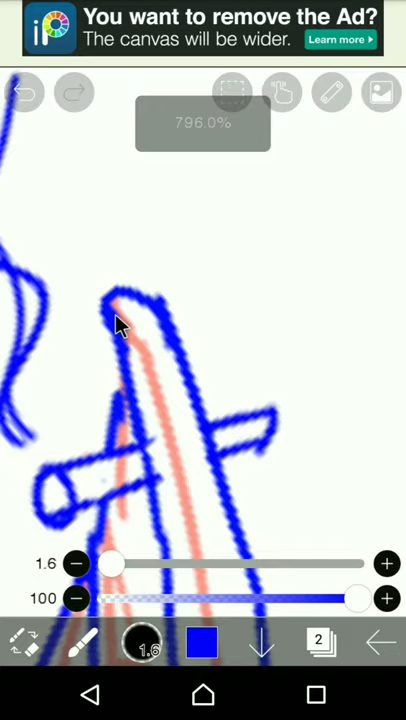 You want to remove the Ad?
The canvas will be wider.
Learn more
iP
796.0%
1.6
100
1.6
2